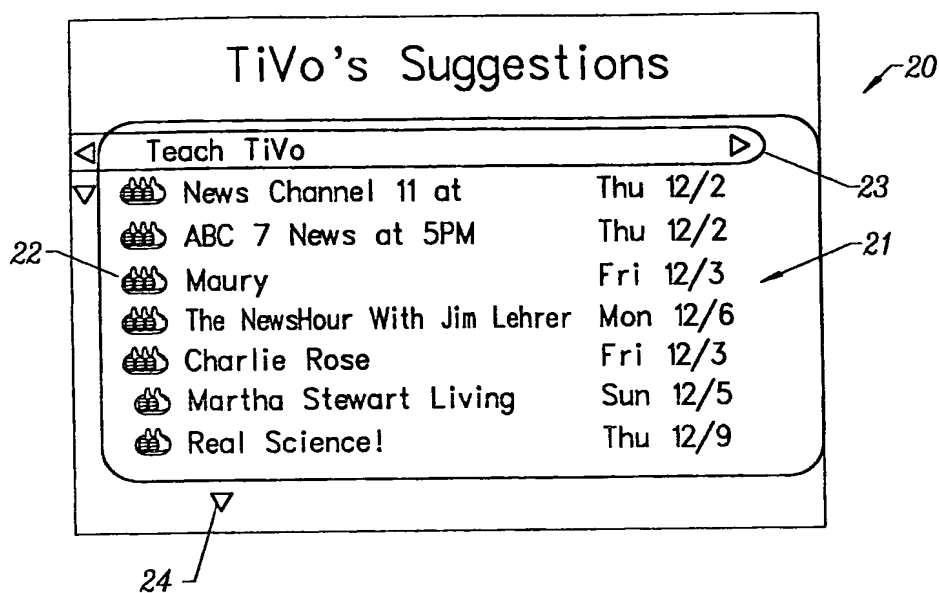 TiVo's Suggestions
20
Teach TiVo
23
News Channel 11 at Thu 12/2
ABC 7 News at 5PM Thu 12/2
21
22
Maury Fri 12/3
The NewsHour With Jim Lehrer Mon 12/6
Charlie Rose Fri 12/3
Martha Stewart Living Sun 12/5
Real Science! Thu 12/9
24